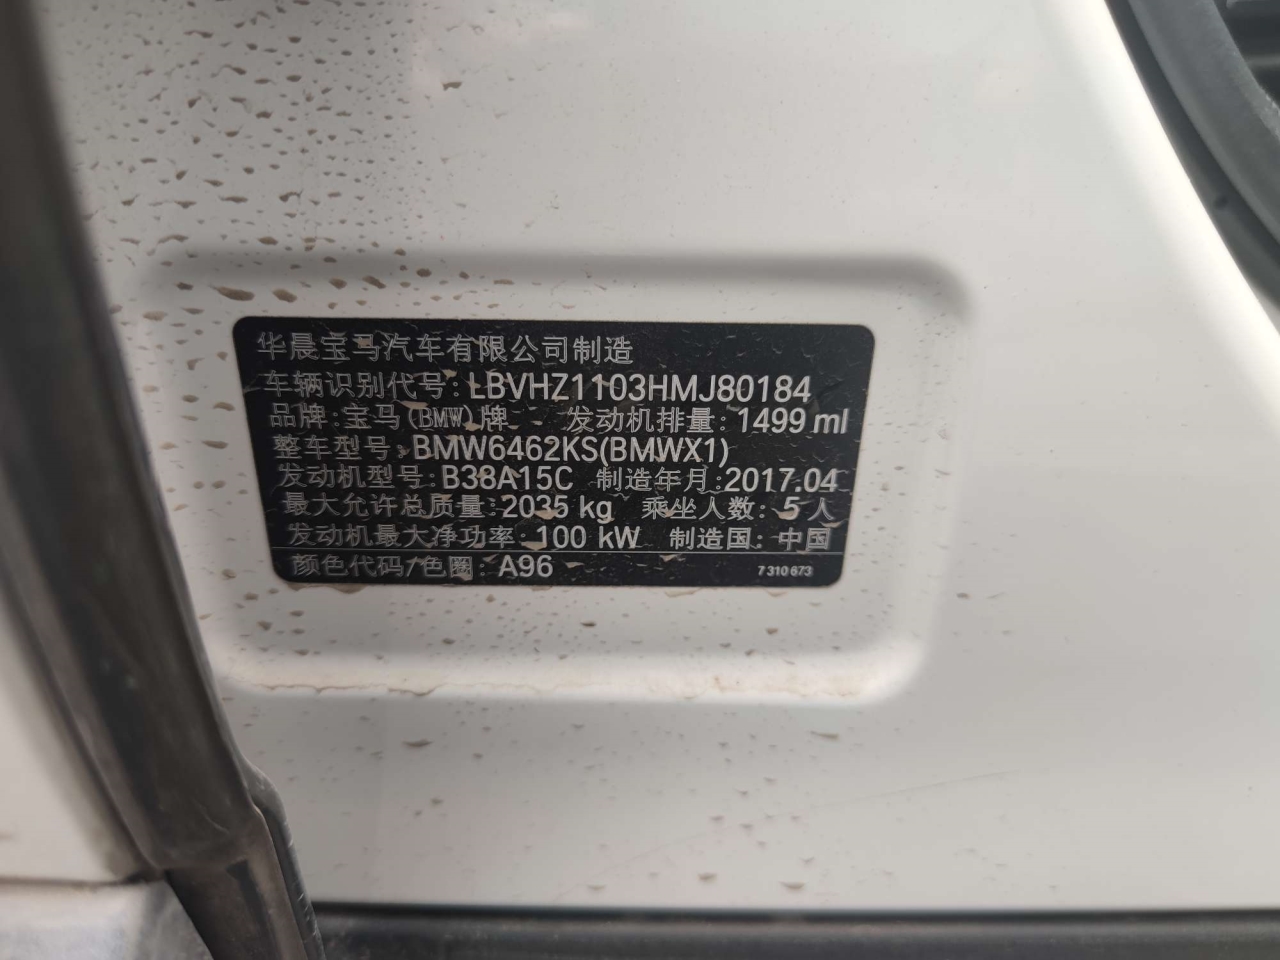 华晨宝马汽车有限公司制造
车辆识别代号:LBVHZ1103HMJ80184
品牌:宝马(BMW)牌 发动机排量:1499 ml
整车型号:BMW6462KS(BMWX1)
发动机型号:B38A15C 制造年月:2017.04
最大允许总质量:2035 kg 乘坐人数:5人
发动机最大净功率:100 kW 制造国:中国
颜色代码/色圈:A96 7310673